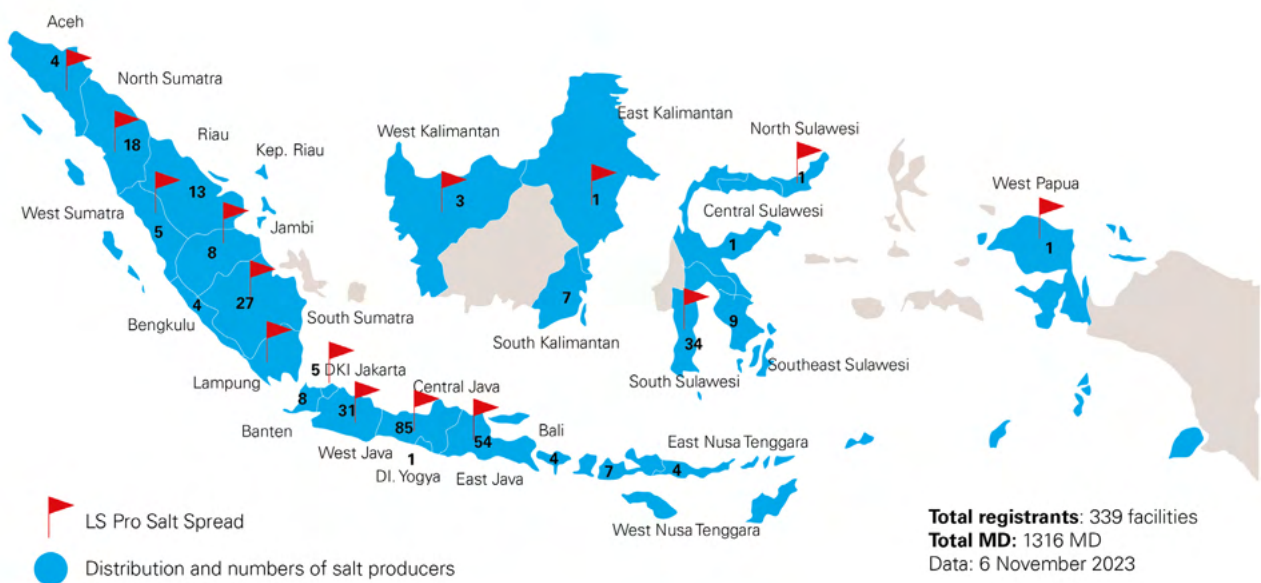 Aceh
4
North Sumatra
18
Riau
13
Kep. Riau
West Sumatra
5
Jambi
8
27
4
Bengkulu
South Sumatra
Lampung
West Kalimantan
3
East Kalimantan
1
7
South Kalimantan
North Sulawesi
1
Central Sulawesi
1
9
34
South Sulawesi
Southeast Sulawesi
West Papua
1
5 DKI Jakarta
8
Banten
31
West Java
Central Java
85
1
DI. Yogya
54
East Java
Bali
4
7
East Nusa Tenggara
4
West Nusa Tenggara
LS Pro Salt Spread
Distribution and numbers of salt producers
Total registrants: 339 facilities
Total MD: 1316 MD
Data: 6 November 2023